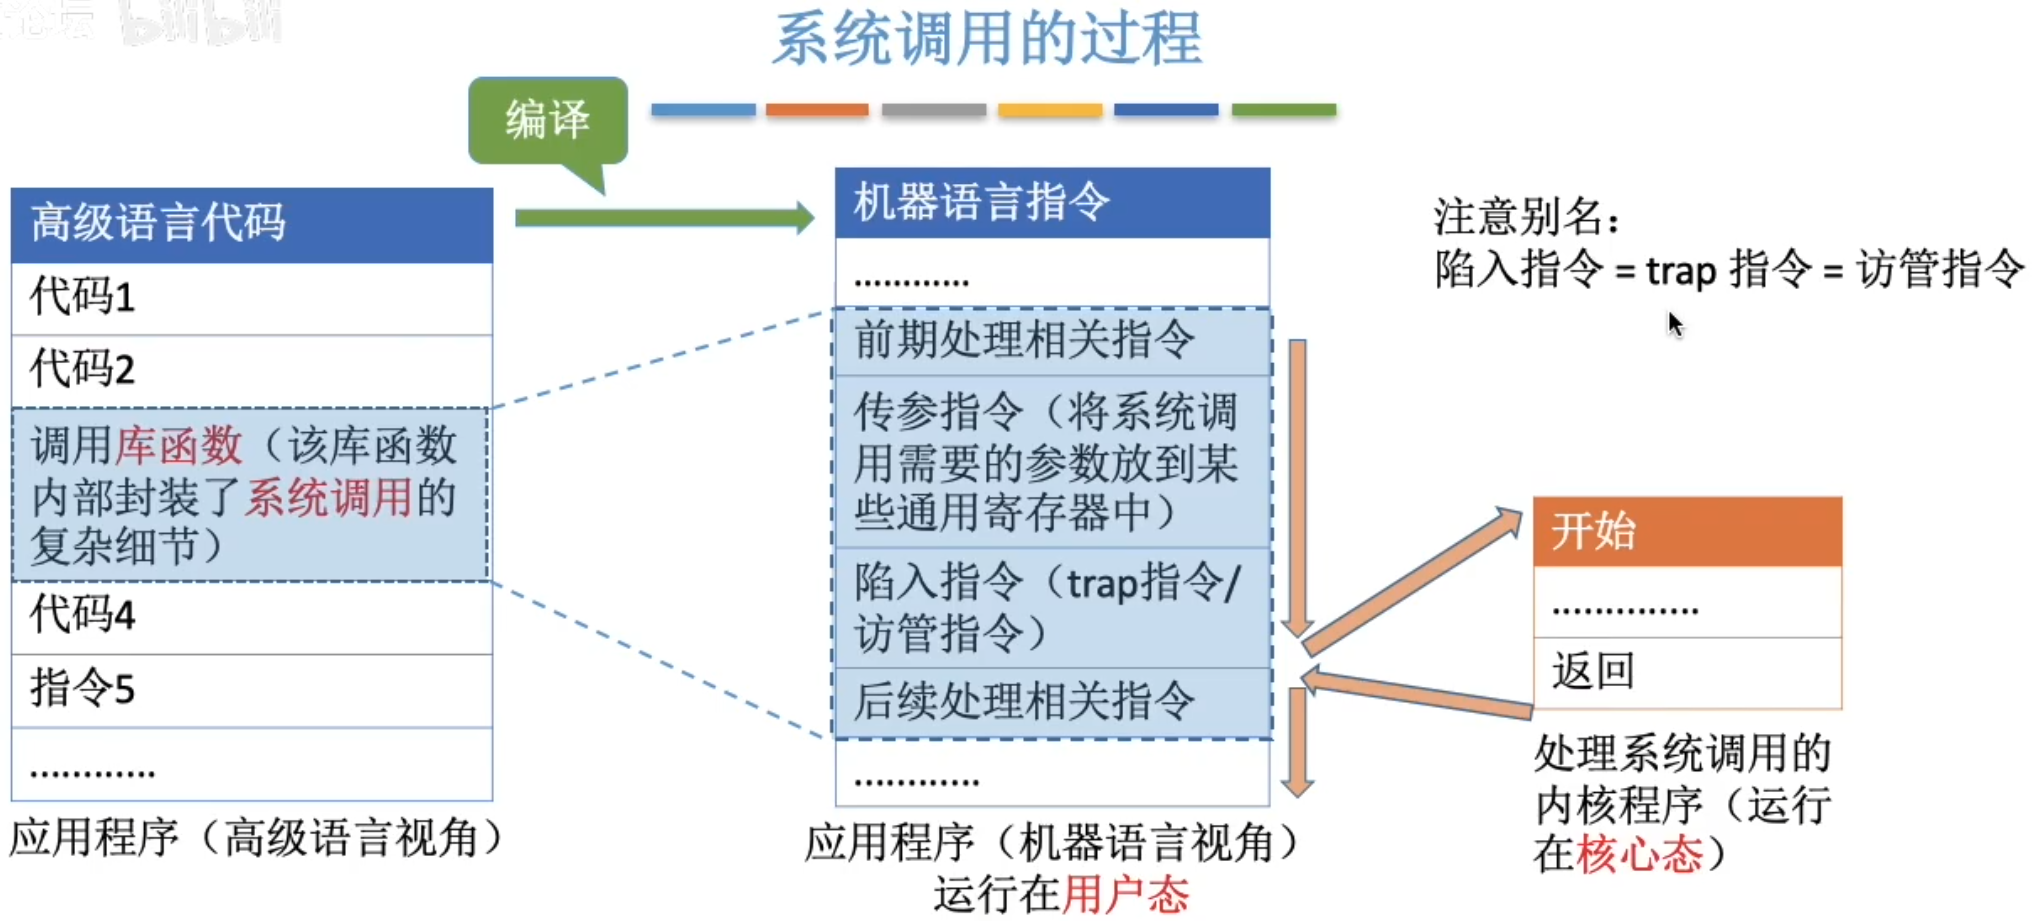 bilibili
系统调用的过程
编译
高级语言代码
代码1
代码2
调用库函数（该库函数
内部封装了系统调用的
复杂细节）
代码4
指令5
............
应用程序（高级语言视角）
机器语言指令
............
前期处理相关指令
传参指令（将系统调
用需要的参数放到某
些通用寄存器中）
陷入指令（trap指令/
访管指令）
后续处理相关指令
............
应用程序（机器语言视角）
运行在用户态
注意别名：
陷入指令 = trap 指令 = 访管指令
开始
..............
返回
处理系统调用的
内核程序（运行
在核心态）